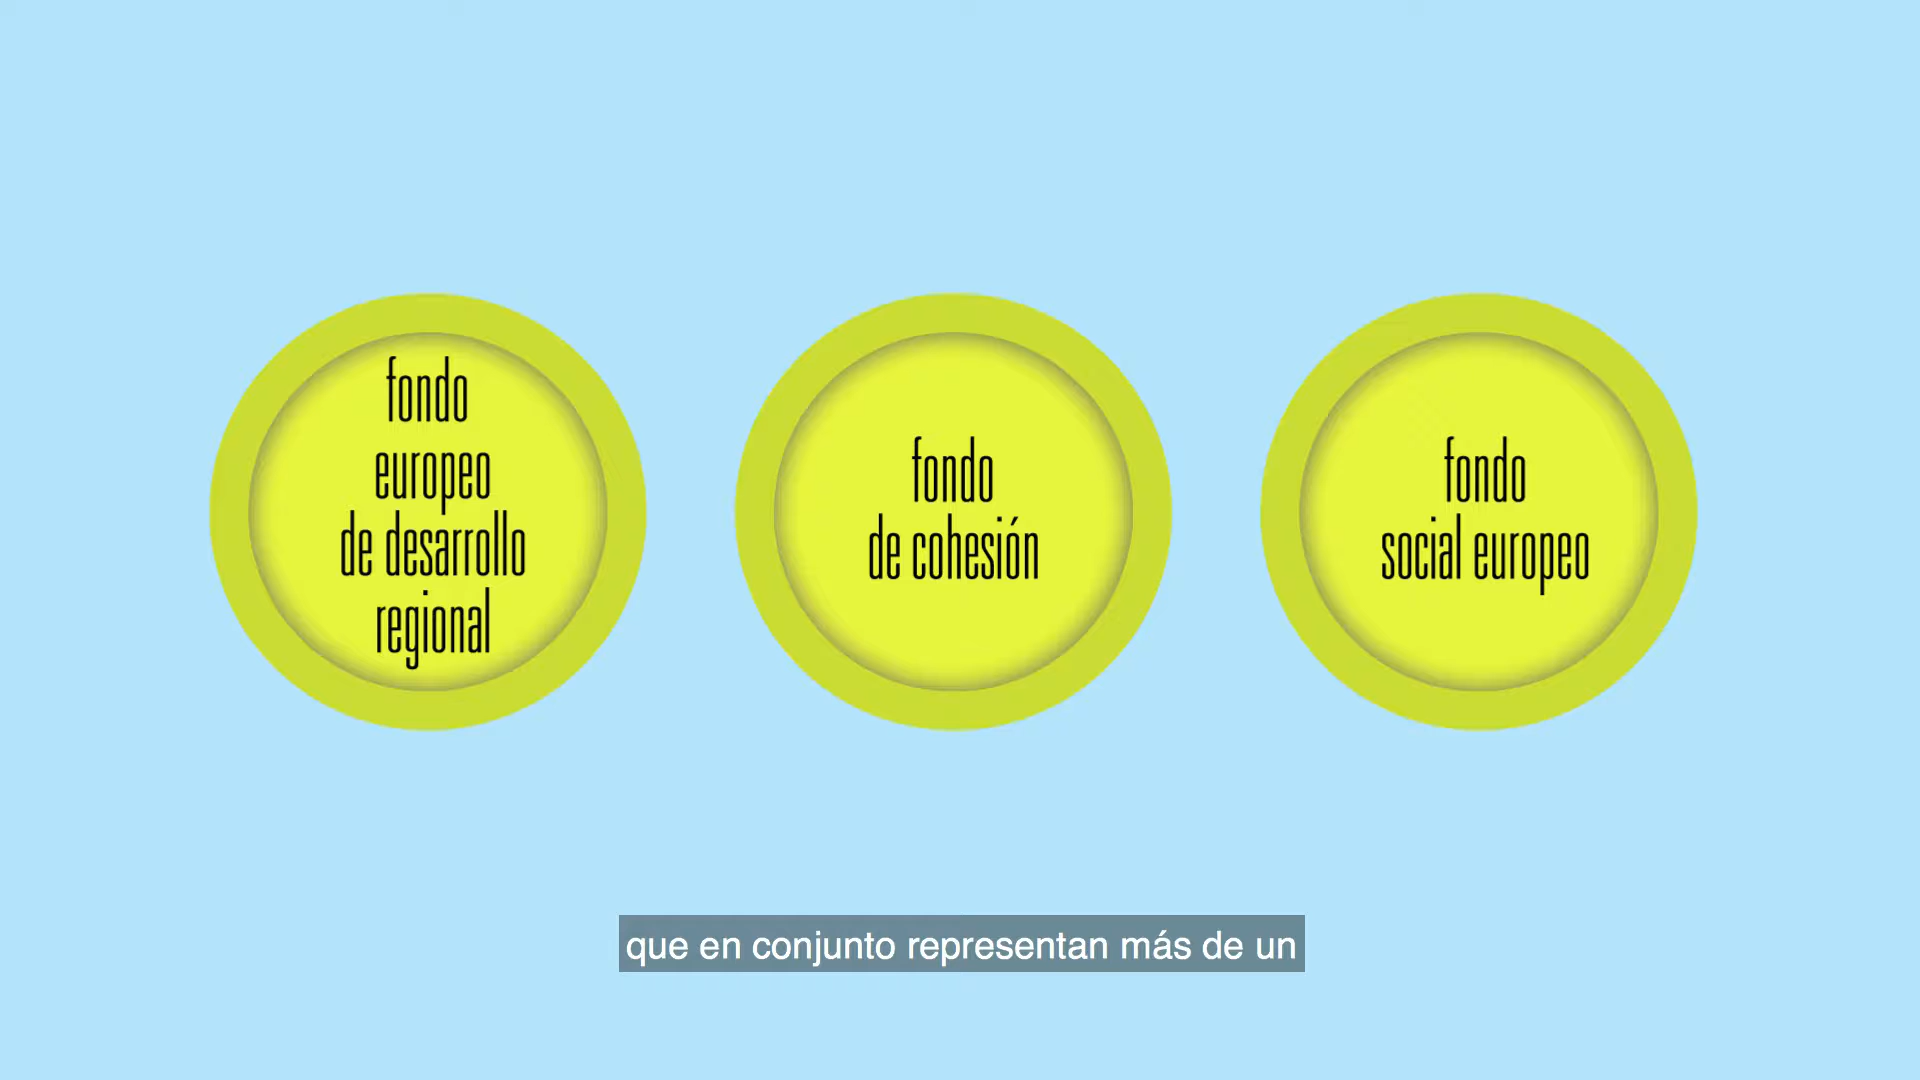 fondo
europeo
de desarrollo
regional
fondo
de cohesión
fondo
social europeo
que en conjunto representan más de un